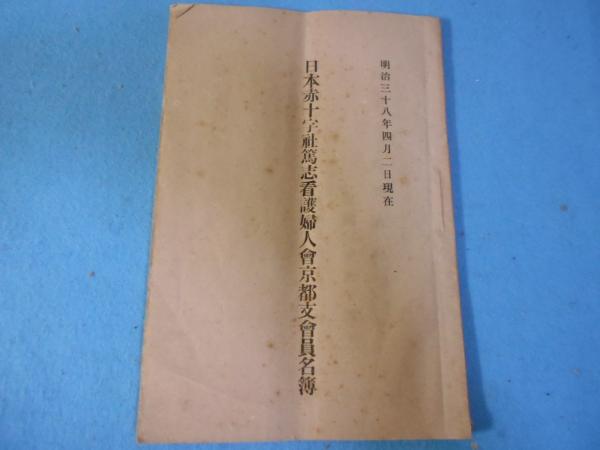 明治三十八年四月二日現在
日本赤十字社篤志看護婦人會京都支會員名簿